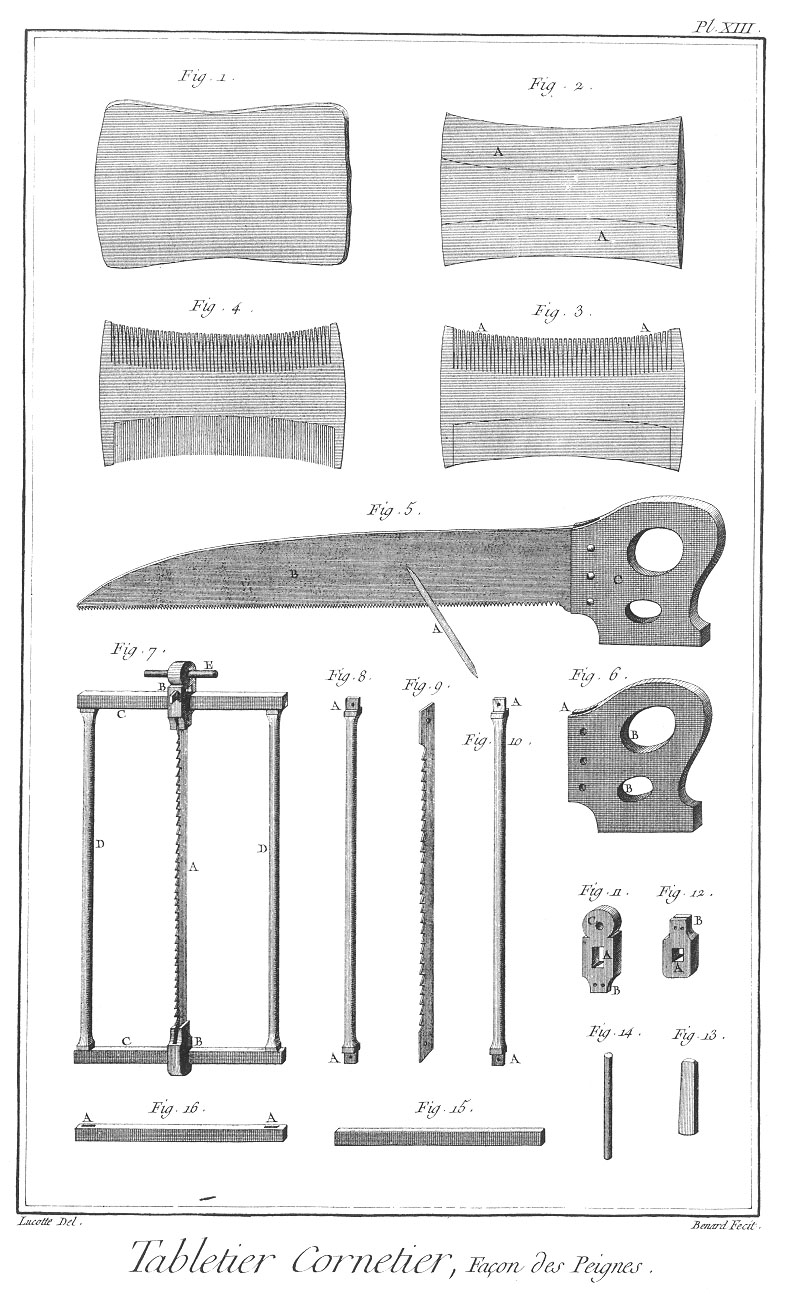 Pl. XIII.
Fig. 1.
Fig. 2.
A
A
Fig. 4.
Fig. 3.
A A
Fig. 5.
B
C
A
Fig. 7.
E
B
C
D D
A
C B
Fig. 8.
A
A
Fig. 9.
A
Fig. 10.
A
Fig. 6.
A
B
B
Fig. 11.
C
A
B
Fig. 12.
B
A
Fig. 14.
Fig. 13.
Fig. 16.
A A
Fig. 15.
Lucotte Del.
Benard Fecit.
Tabletier Cornetier, Façon des Peignes.